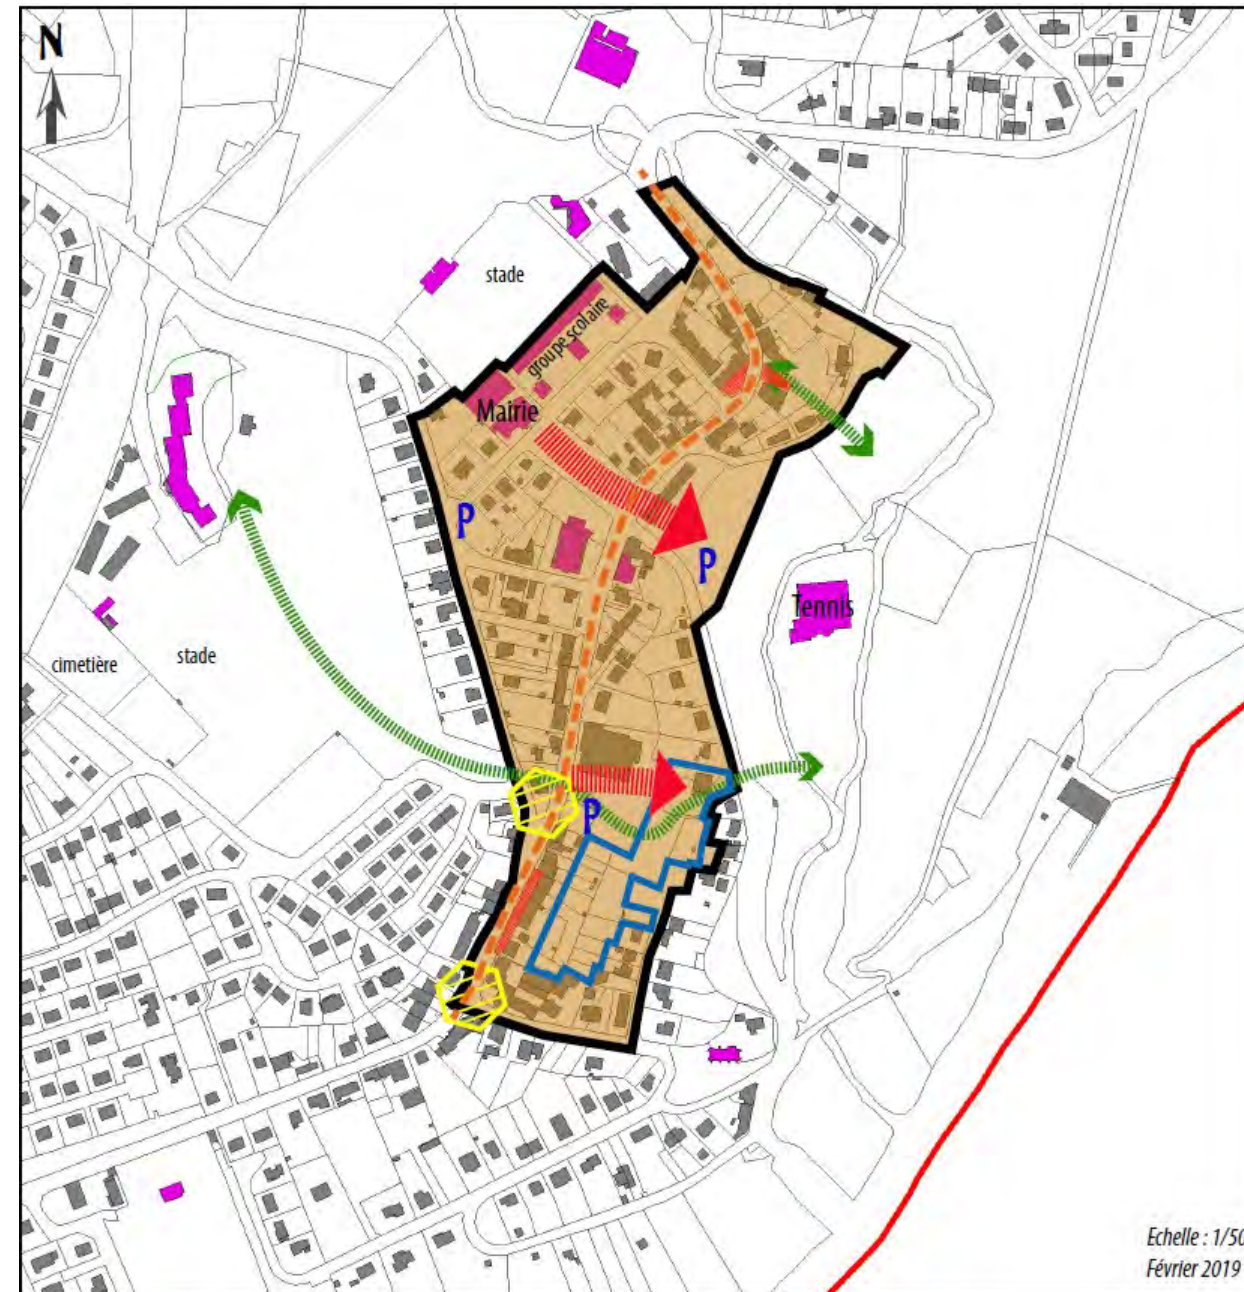 N
stade
groupe scolaire
Mairie
P
P
Tennis
cimetière
stade
P
Echelle : 1/50
Février 2019